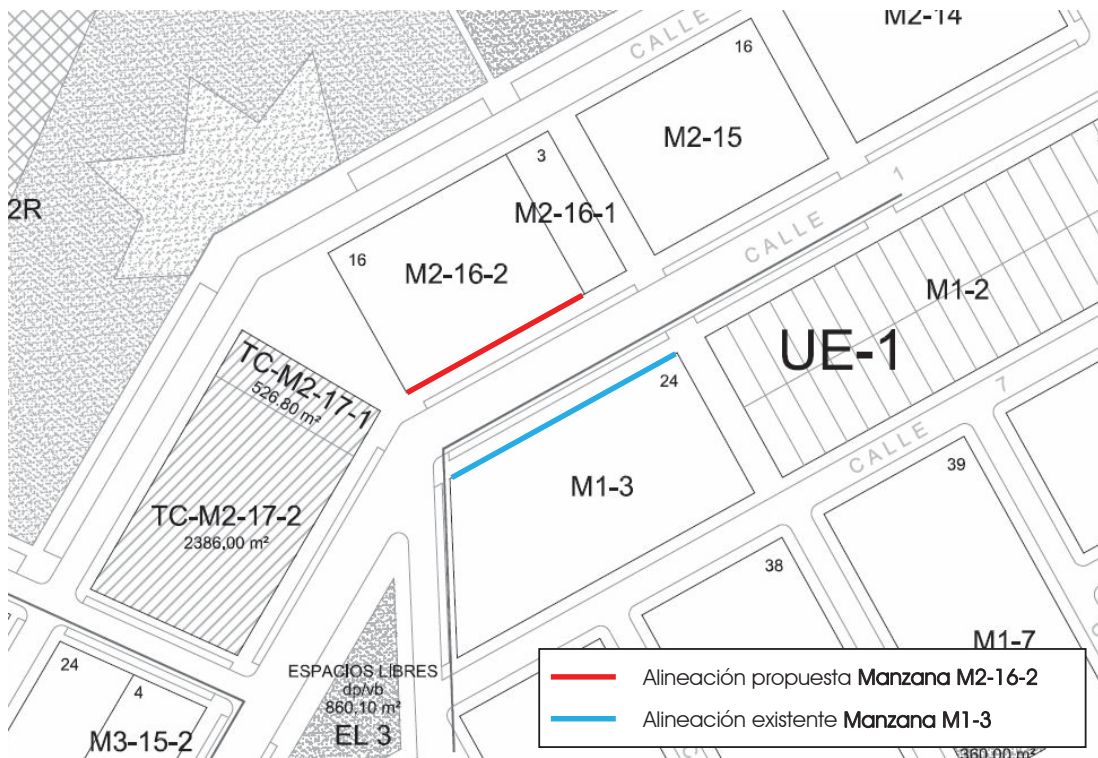 M2-14
CALLE
16
M2-15
3
M2-16-1
2R
16
M2-16-2
CALLE
1
M1-2
UE-1
TC-M2-17-1
526.80 m²
24
M1-3
7
CALLE
39
TC-M2-17-2
2386,00 m²
38
M1-7
ESPACIOS LIBRES
dp/vb
860.10 m²
EL 3
24
4
M3-15-2
Alineación propuesta Manzana M2-16-2
Alineación existente Manzana M1-3
360.00 m²